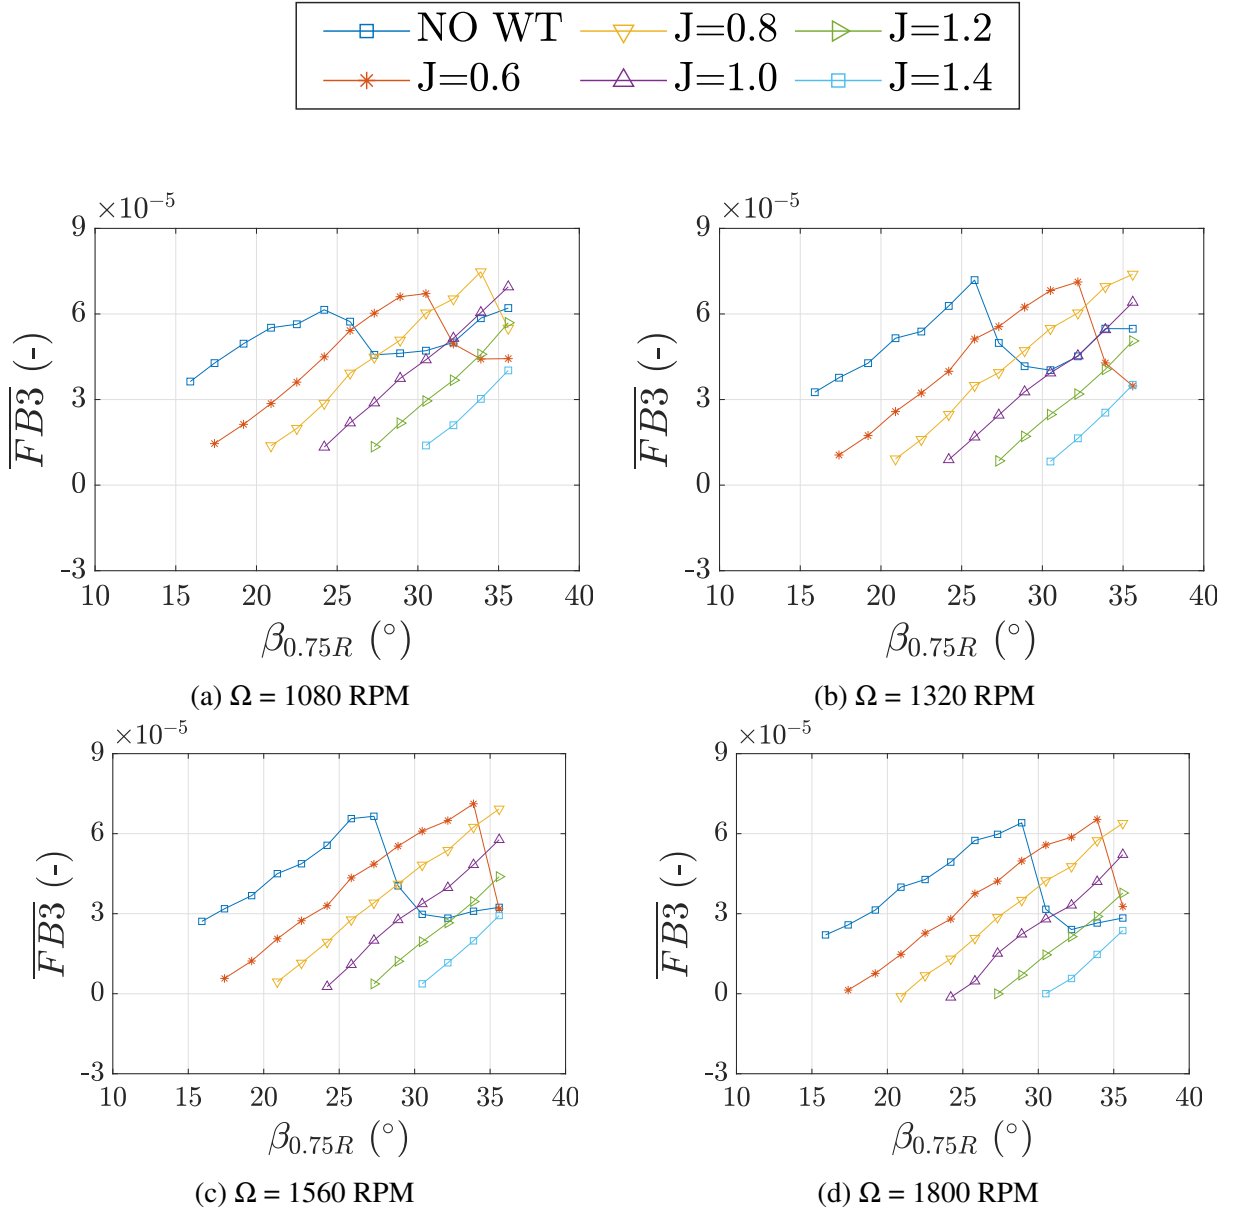 NO WT J=0.8 J=1.2
J=0.6 J=1.0 J=1.4
×10⁻⁵ ×10⁻⁵
9 9
6 6
3 3
0 0
-3 -3
FB3 (-) FB3 (-)
10 15 20 25 30 35 40 10 15 20 25 30 35 40
β0.75R (°) β0.75R (°)
(a) Ω = 1080 RPM (b) Ω = 1320 RPM
×10⁻⁵ ×10⁻⁵
9 9
6 6
3 3
0 0
-3 -3
FB3 (-) FB3 (-)
10 15 20 25 30 35 40 10 15 20 25 30 35 40
β0.75R (°) β0.75R (°)
(c) Ω = 1560 RPM (d) Ω = 1800 RPM